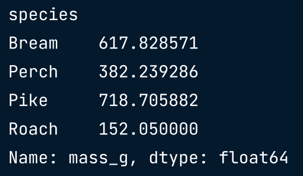 species
Bream    617.828571
Perch    382.239286
Pike     718.705882
Roach    152.050000
Name: mass_g, dtype: float64